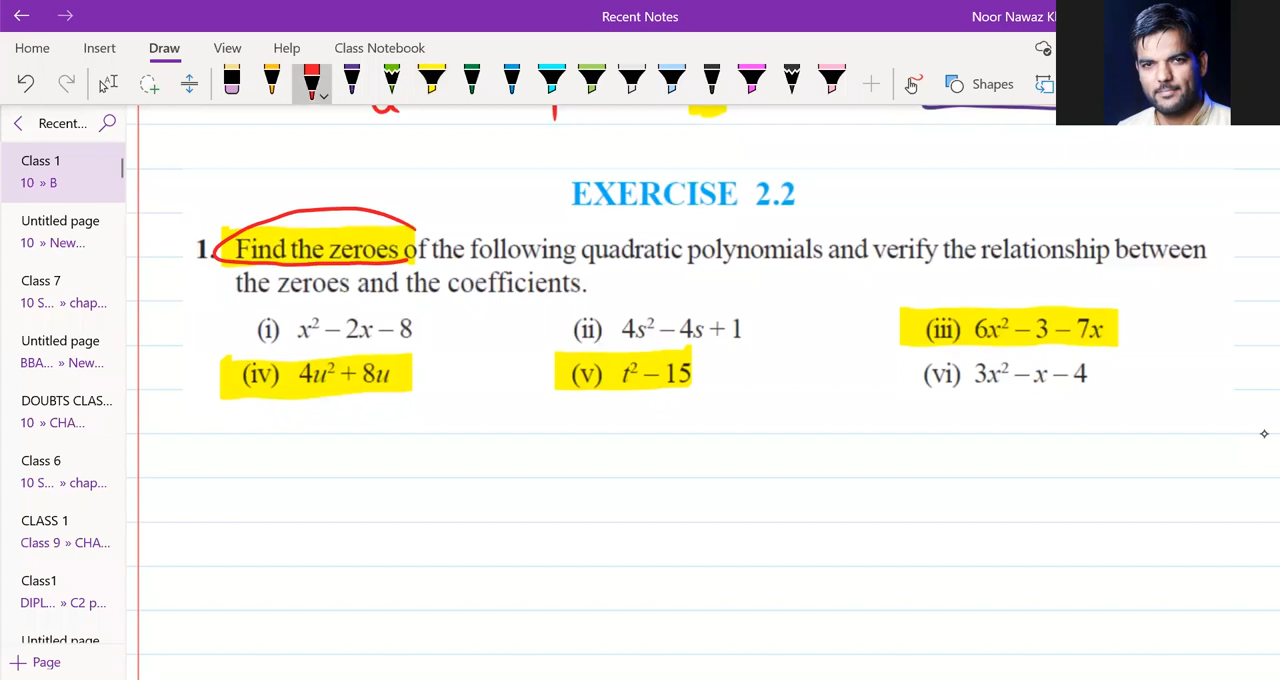 Recent Notes
Noor Nawaz
Home Insert Draw View Help Class Notebook
Shapes
Recent...
Class 1
10 » B
Untitled page
10 » New...
Class 7
10 S... » chap...
Untitled page
BBA... » New...
DOUBTS CLAS...
10 » CHA...
Class 6
10 S... » chap...
CLASS 1
Class 9 » CHA...
Class1
DIPL... » C2 p...
Untitled page
+ Page
EXERCISE 2.2
1. Find the zeroes of the following quadratic polynomials and verify the relationship between
the zeroes and the coefficients.
(i) x² – 2x – 8 (ii) 4s² – 4s + 1 (iii) 6x² – 3 – 7x
(iv) 4u² + 8u (v) t² – 15 (vi) 3x² – x – 4